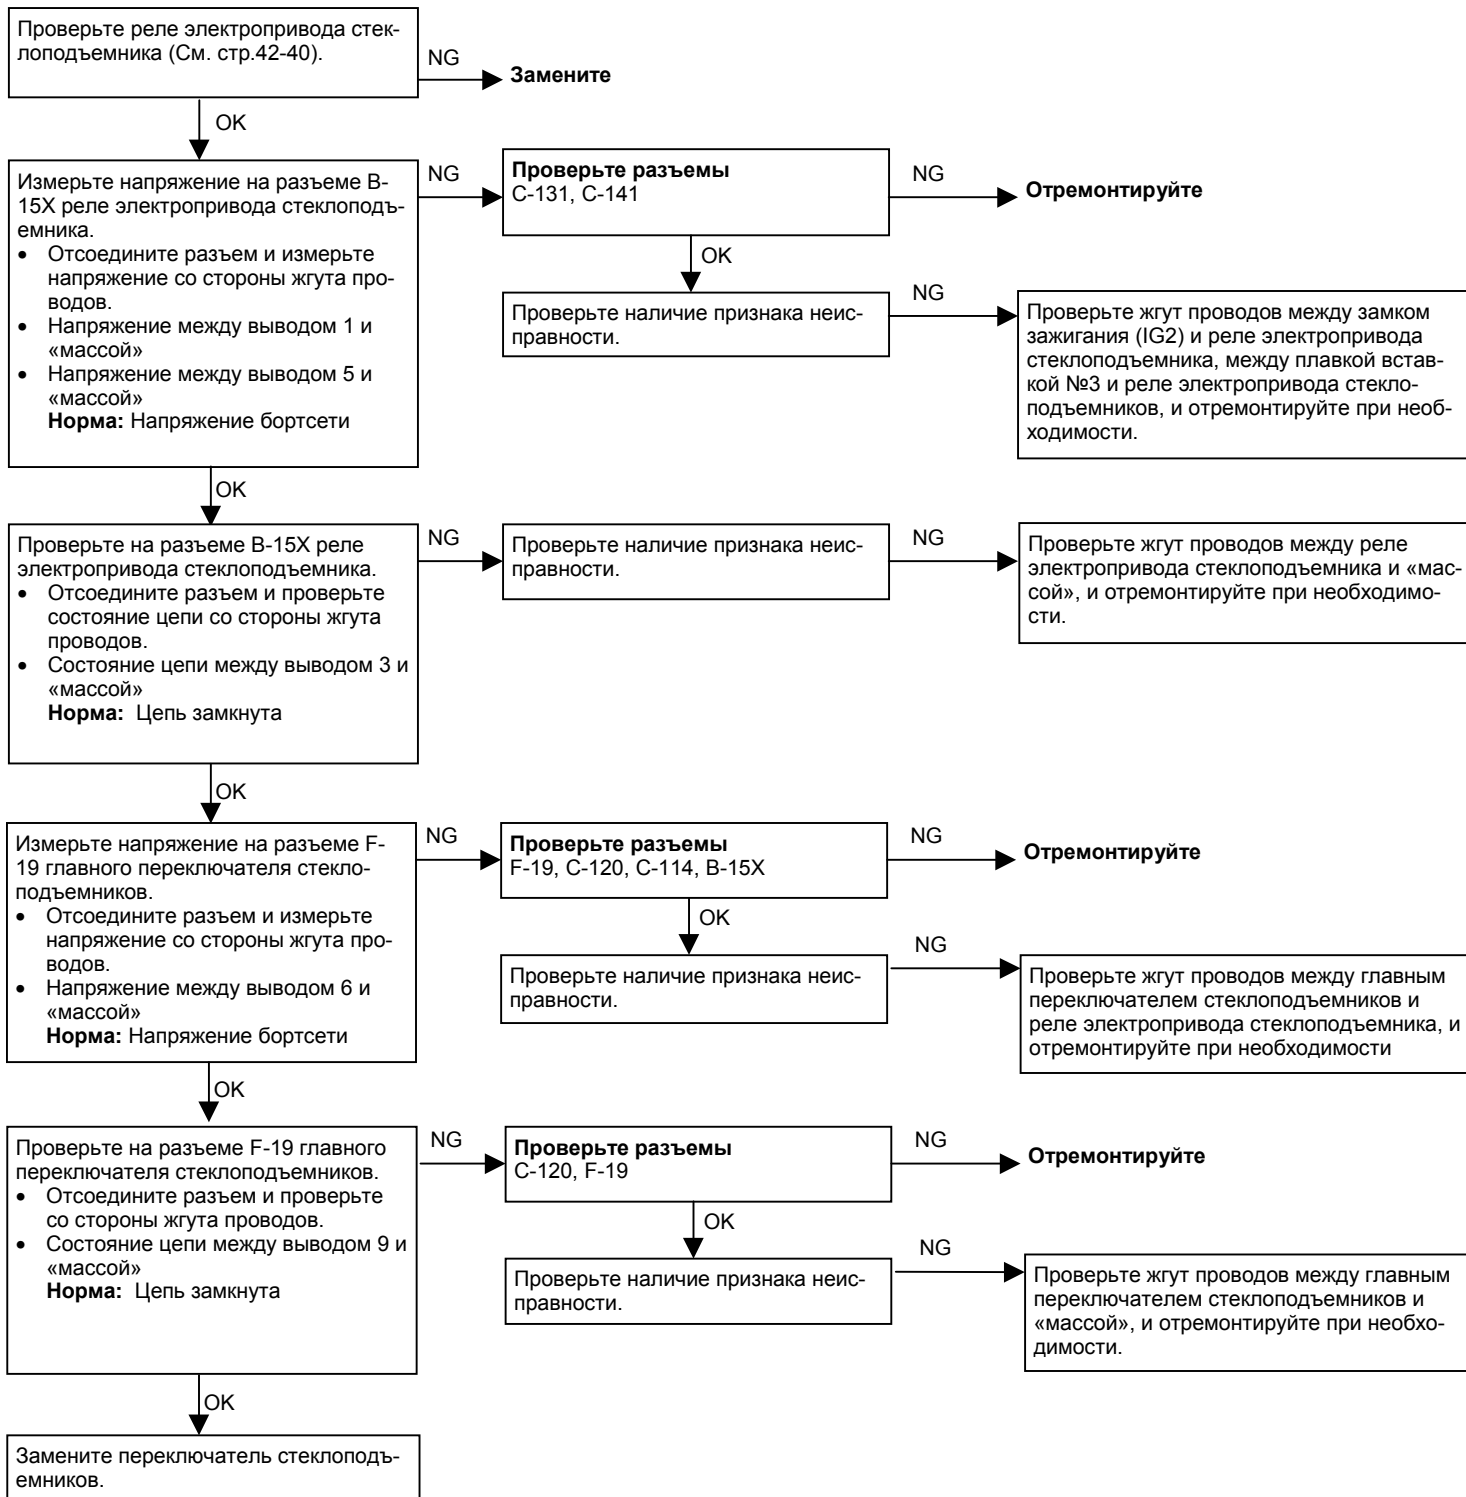 Проверьте реле электропривода стек-
лоподъемника (См. стр.42-40).
NG
Замените
OK
Измерьте напряжение на разъеме В-
15Х реле электропривода стеклоподъ-
емника.
• Отсоедините разъем и измерьте
напряжение со стороны жгута про-
водов.
• Напряжение между выводом 1 и
«массой»
• Напряжение между выводом 5 и
«массой»
Норма: Напряжение бортсети
NG
Проверьте разъемы
С-131, С-141
NG
Отремонтируйте
OK
Проверьте наличие признака неис-
правности.
NG
Проверьте жгут проводов между замком
зажигания (IG2) и реле электропривода
стеклоподъемника, между плавкой встав-
кой №3 и реле электропривода стекло-
подъемников, и отремонтируйте при необ-
ходимости.
OK
Проверьте на разъеме В-15Х реле
электропривода стеклоподъемника.
• Отсоедините разъем и проверьте
состояние цепи со стороны жгута
проводов.
• Состояние цепи между выводом 3 и
«массой»
Норма: Цепь замкнута
NG
Проверьте наличие признака неис-
правности.
NG
Проверьте жгут проводов между реле
электропривода стеклоподъемника и «мас-
сой», и отремонтируйте при необходимо-
сти.
OK
Измерьте напряжение на разъеме F-
19 главного переключателя стекло-
подъемников.
• Отсоедините разъем и измерьте
напряжение со стороны жгута про-
водов.
• Напряжение между выводом 6 и
«массой»
Норма: Напряжение бортсети
NG
Проверьте разъемы
F-19, C-120, C-114, B-15X
NG
Отремонтируйте
OK
Проверьте наличие признака неис-
правности.
NG
Проверьте жгут проводов между главным
переключателем стеклоподъемников и
реле электропривода стеклоподъемника, и
отремонтируйте при необходимости
OK
Проверьте на разъеме F-19 главного
переключателя стеклоподъемников.
• Отсоедините разъем и проверьте
со стороны жгута проводов.
• Состояние цепи между выводом 9 и
«массой»
Норма: Цепь замкнута
NG
Проверьте разъемы
C-120, F-19
NG
Отремонтируйте
OK
Проверьте наличие признака неис-
правности.
NG
Проверьте жгут проводов между главным
переключателем стеклоподъемников и
«массой», и отремонтируйте при необхо-
димости.
OK
Замените переключатель стеклоподъ-
емников.